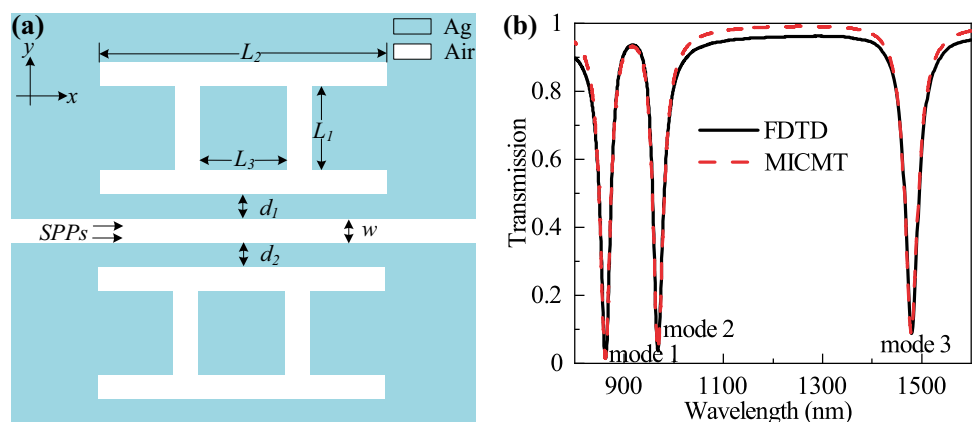 (a)
Ag
Air
y
x
L2
L1
L3
d1
SPPs
w
d2
(b)
1
0.8
0.6
0.4
0.2
0
Transmission
FDTD
MICMT
mode 1
mode 2
mode 3
900
1100
1300
1500
Wavelength (nm)